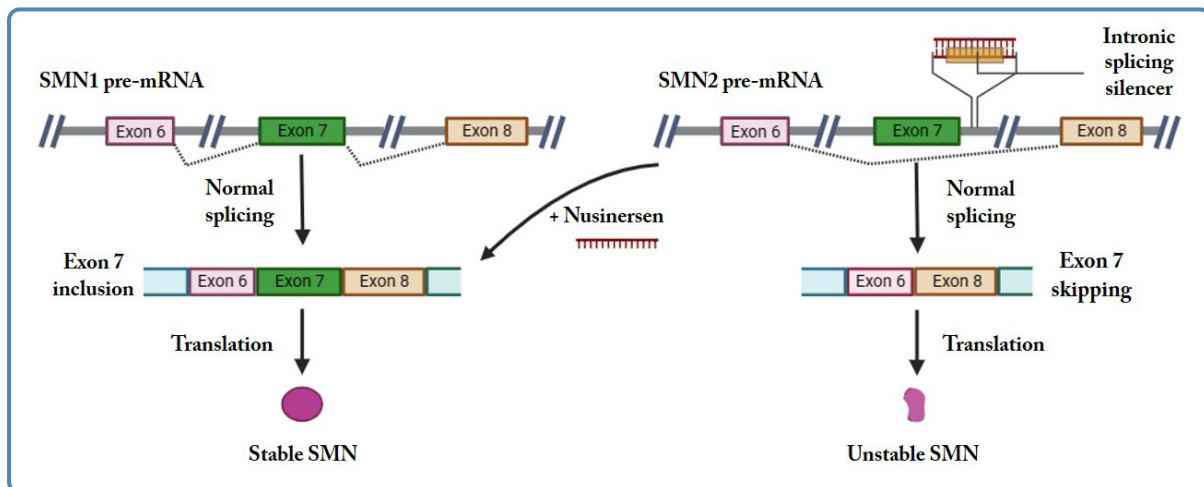 SMN1 pre-mRNA
Exon 6
Exon 7
Exon 8
Normal
splicing
Exon 7
inclusion
Exon 6
Exon 7
Exon 8
Translation
Stable SMN
+ Nusinersen
SMN2 pre-mRNA
Intronic
splicing
silencer
Exon 6
Exon 7
Exon 8
Normal
splicing
Exon 6
Exon 8
Exon 7
skipping
Translation
Unstable SMN